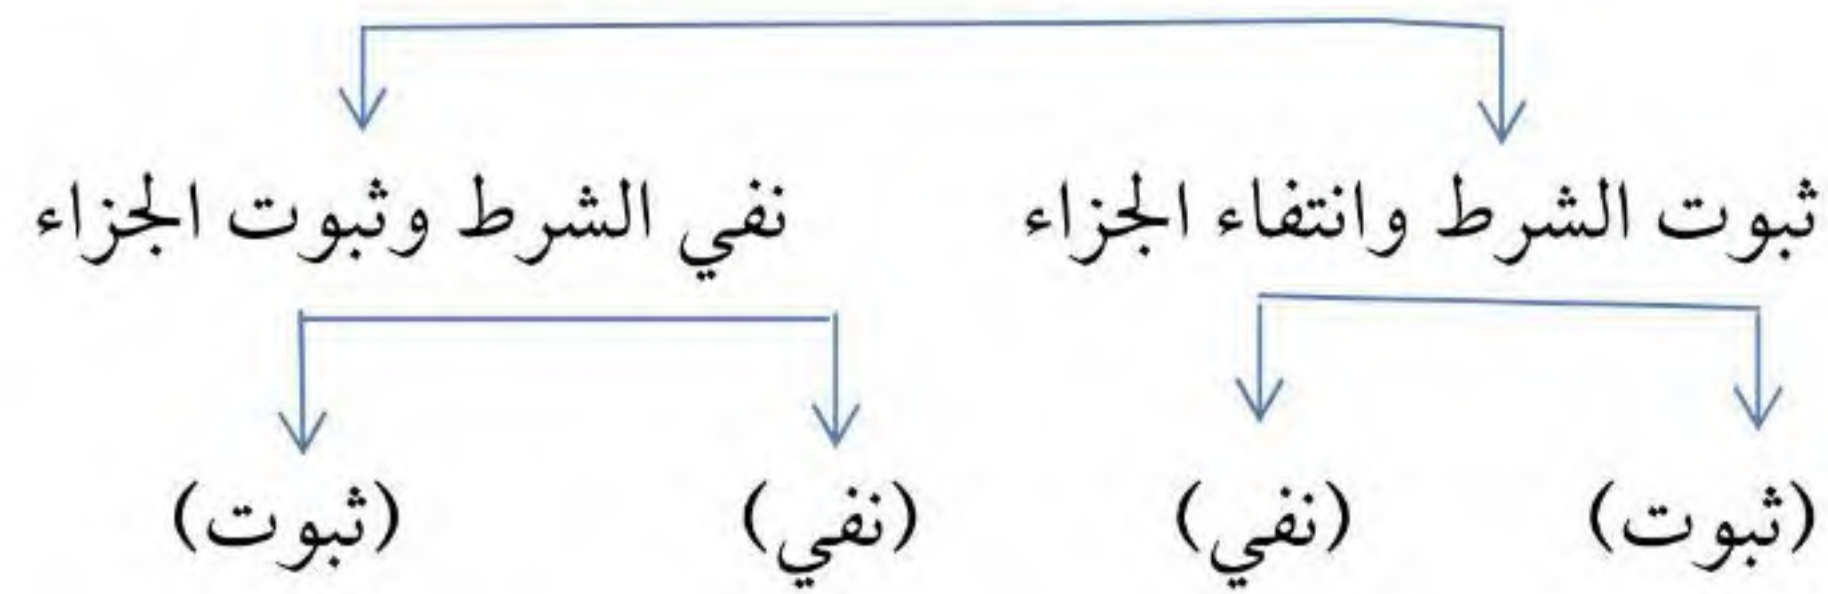 ثبوت الشرط وانتفاء الجزاء نفي الشرط وثبوت الجزاء
(ثبوت) (نفي) (نفي) (ثبوت)